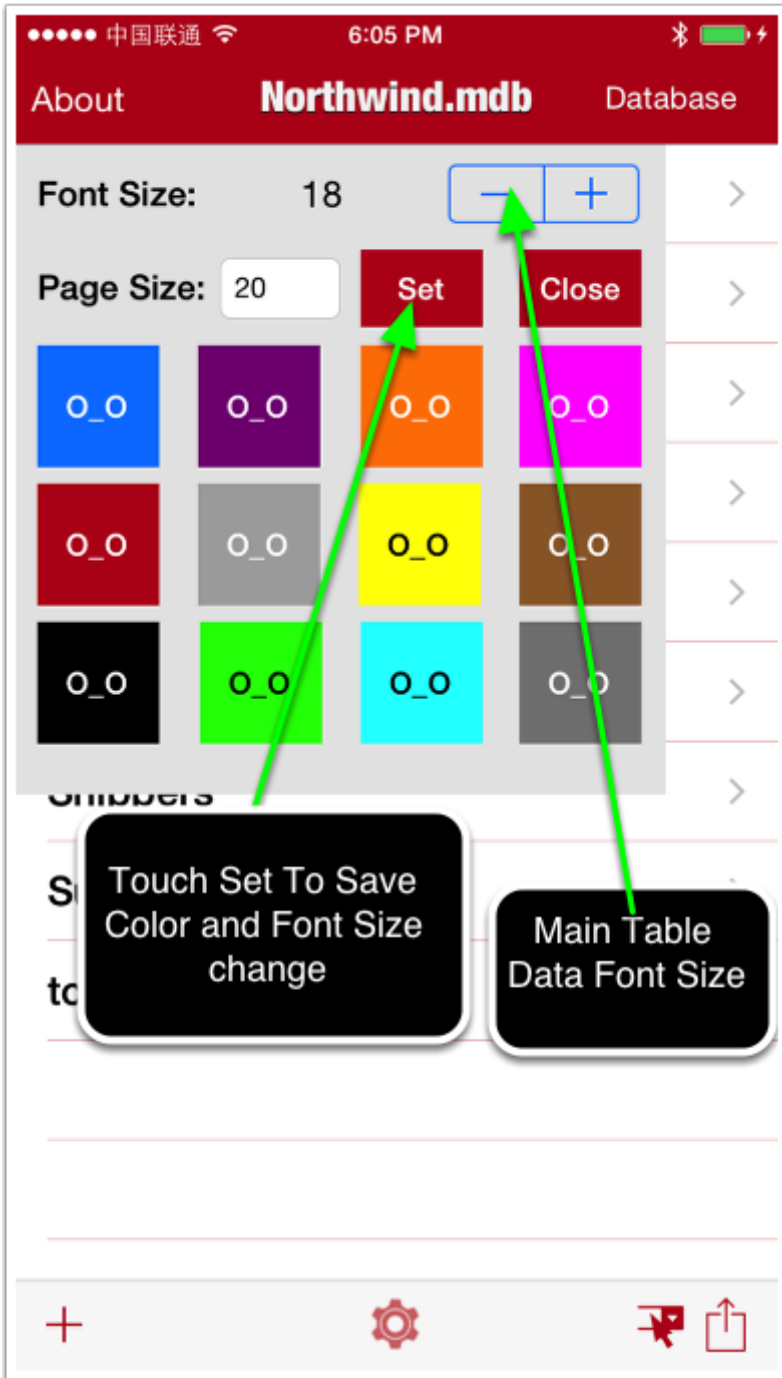 中国联通 6:05 PM
About Northwind.mdb Database
Font Size: 18 − +
Page Size: 20 Set Close
O_O O_O O_O O_O
O_O O_O O_O O_O
O_O O_O O_O O_O
Shippers
Touch Set To Save
Color and Font Size
change
Main Table
Data Font Size